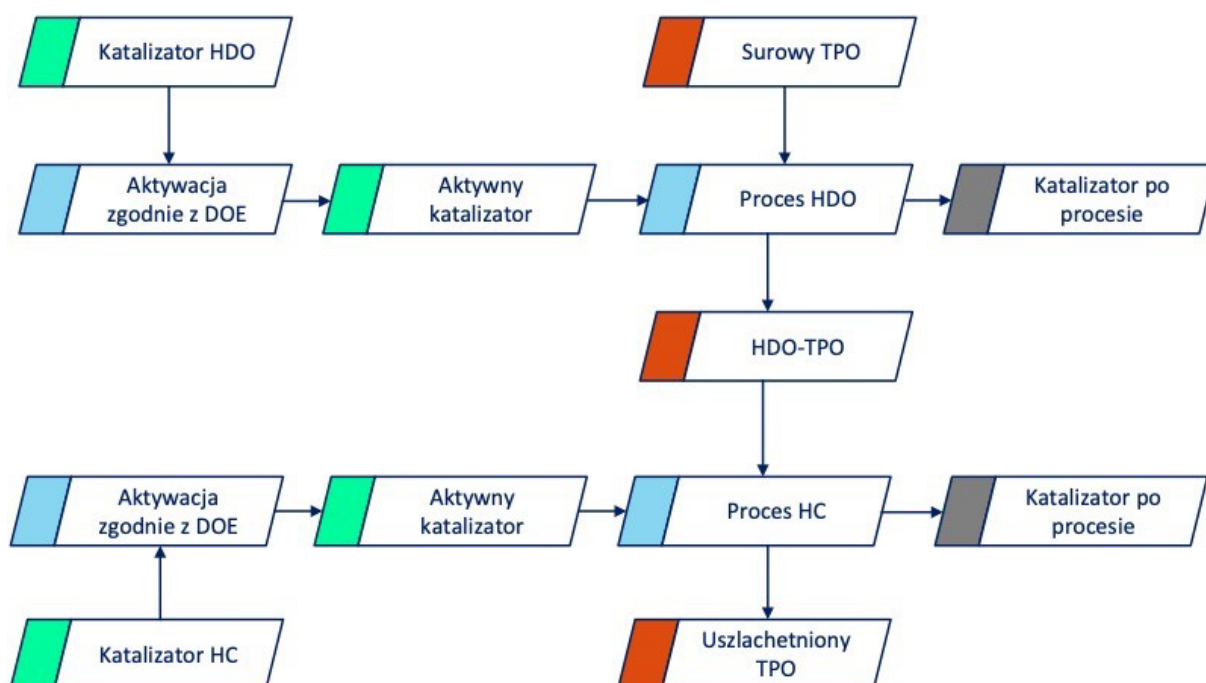 Katalizator HDO
Surowy TPO
Aktywacja
zgodnie z DOE
Aktywny
katalizator
Proces HDO
Katalizator po
procesie
HDO-TPO
Aktywacja
zgodnie z DOE
Aktywny
katalizator
Proces HC
Katalizator po
procesie
Katalizator HC
Uszlachetniony
TPO